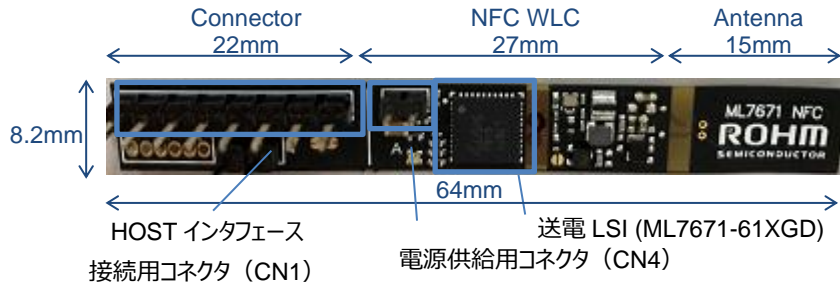 Connector
22mm
NFC WLC
27mm
Antenna
15mm
8.2mm
A
A
ML7671 NFC
ROHM
SEMICONDUCTOR
64mm
HOST インタフェース
接続用コネクタ（CN1）
送電 LSI (ML7671-61XGD)
電源供給用コネクタ（CN4）